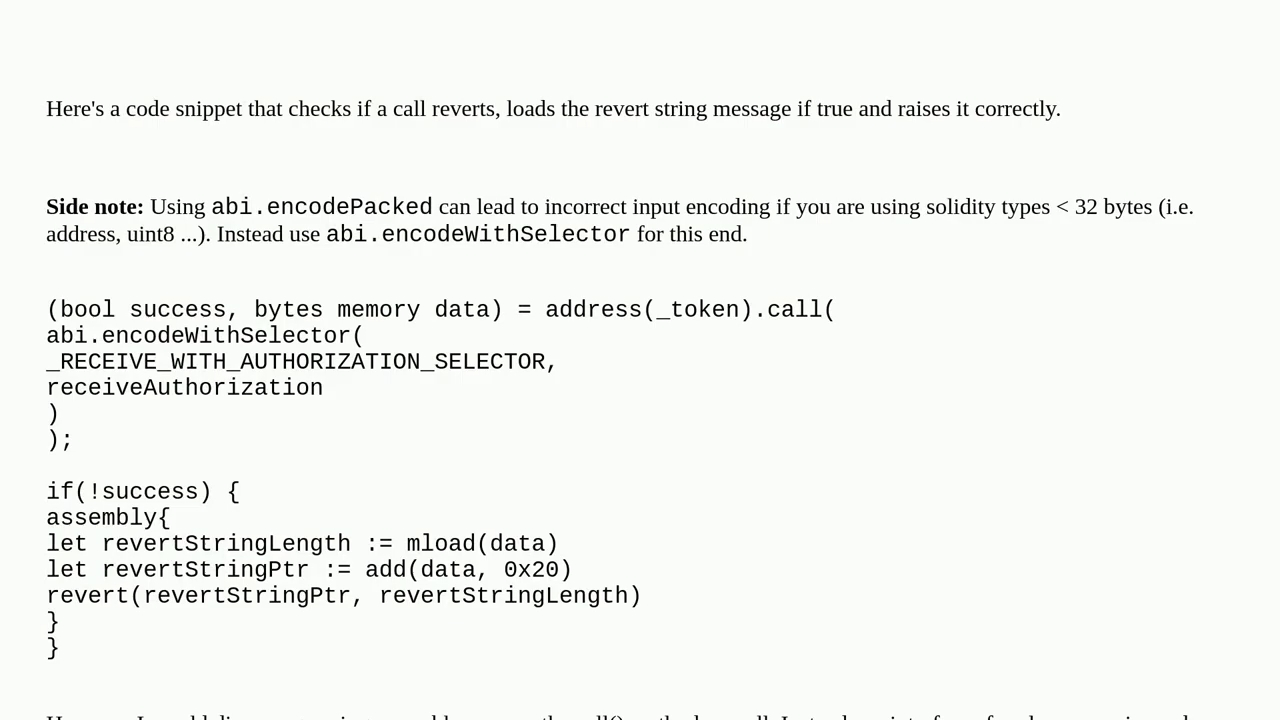 Here's a code snippet that checks if a call reverts, loads the revert string message if true and raises it correctly.
Side note: Using abi.encodePacked can lead to incorrect input encoding if you are using solidity types < 32 bytes (i.e.
address, uint8 ...). Instead use abi.encodeWithSelector for this end.
(bool success, bytes memory data) = address(_token).call(
abi.encodeWithSelector(
_RECEIVE_WITH_AUTHORIZATION_SELECTOR,
receiveAuthorization
)
);
if(!success) {
assembly{
let revertStringLength := mload(data)
let revertStringPtr := add(data, 0x20)
revert(revertStringPtr, revertStringLength)
}
}